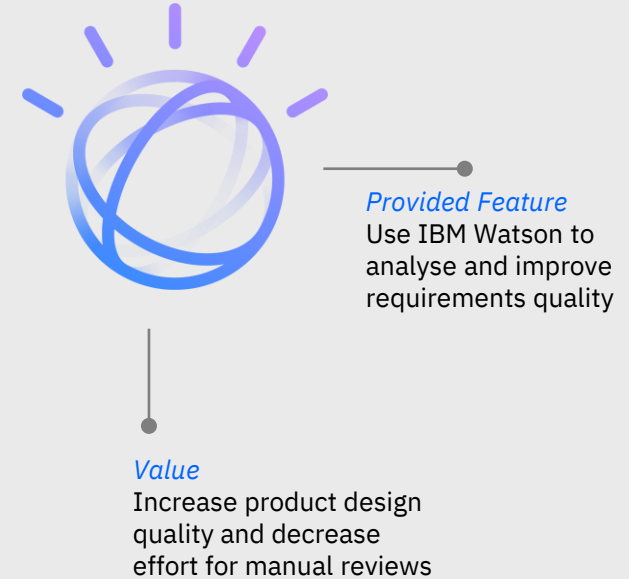 Provided Feature
Use IBM Watson to
analyse and improve
requirements quality
Value
Increase product design
quality and decrease
effort for manual reviews